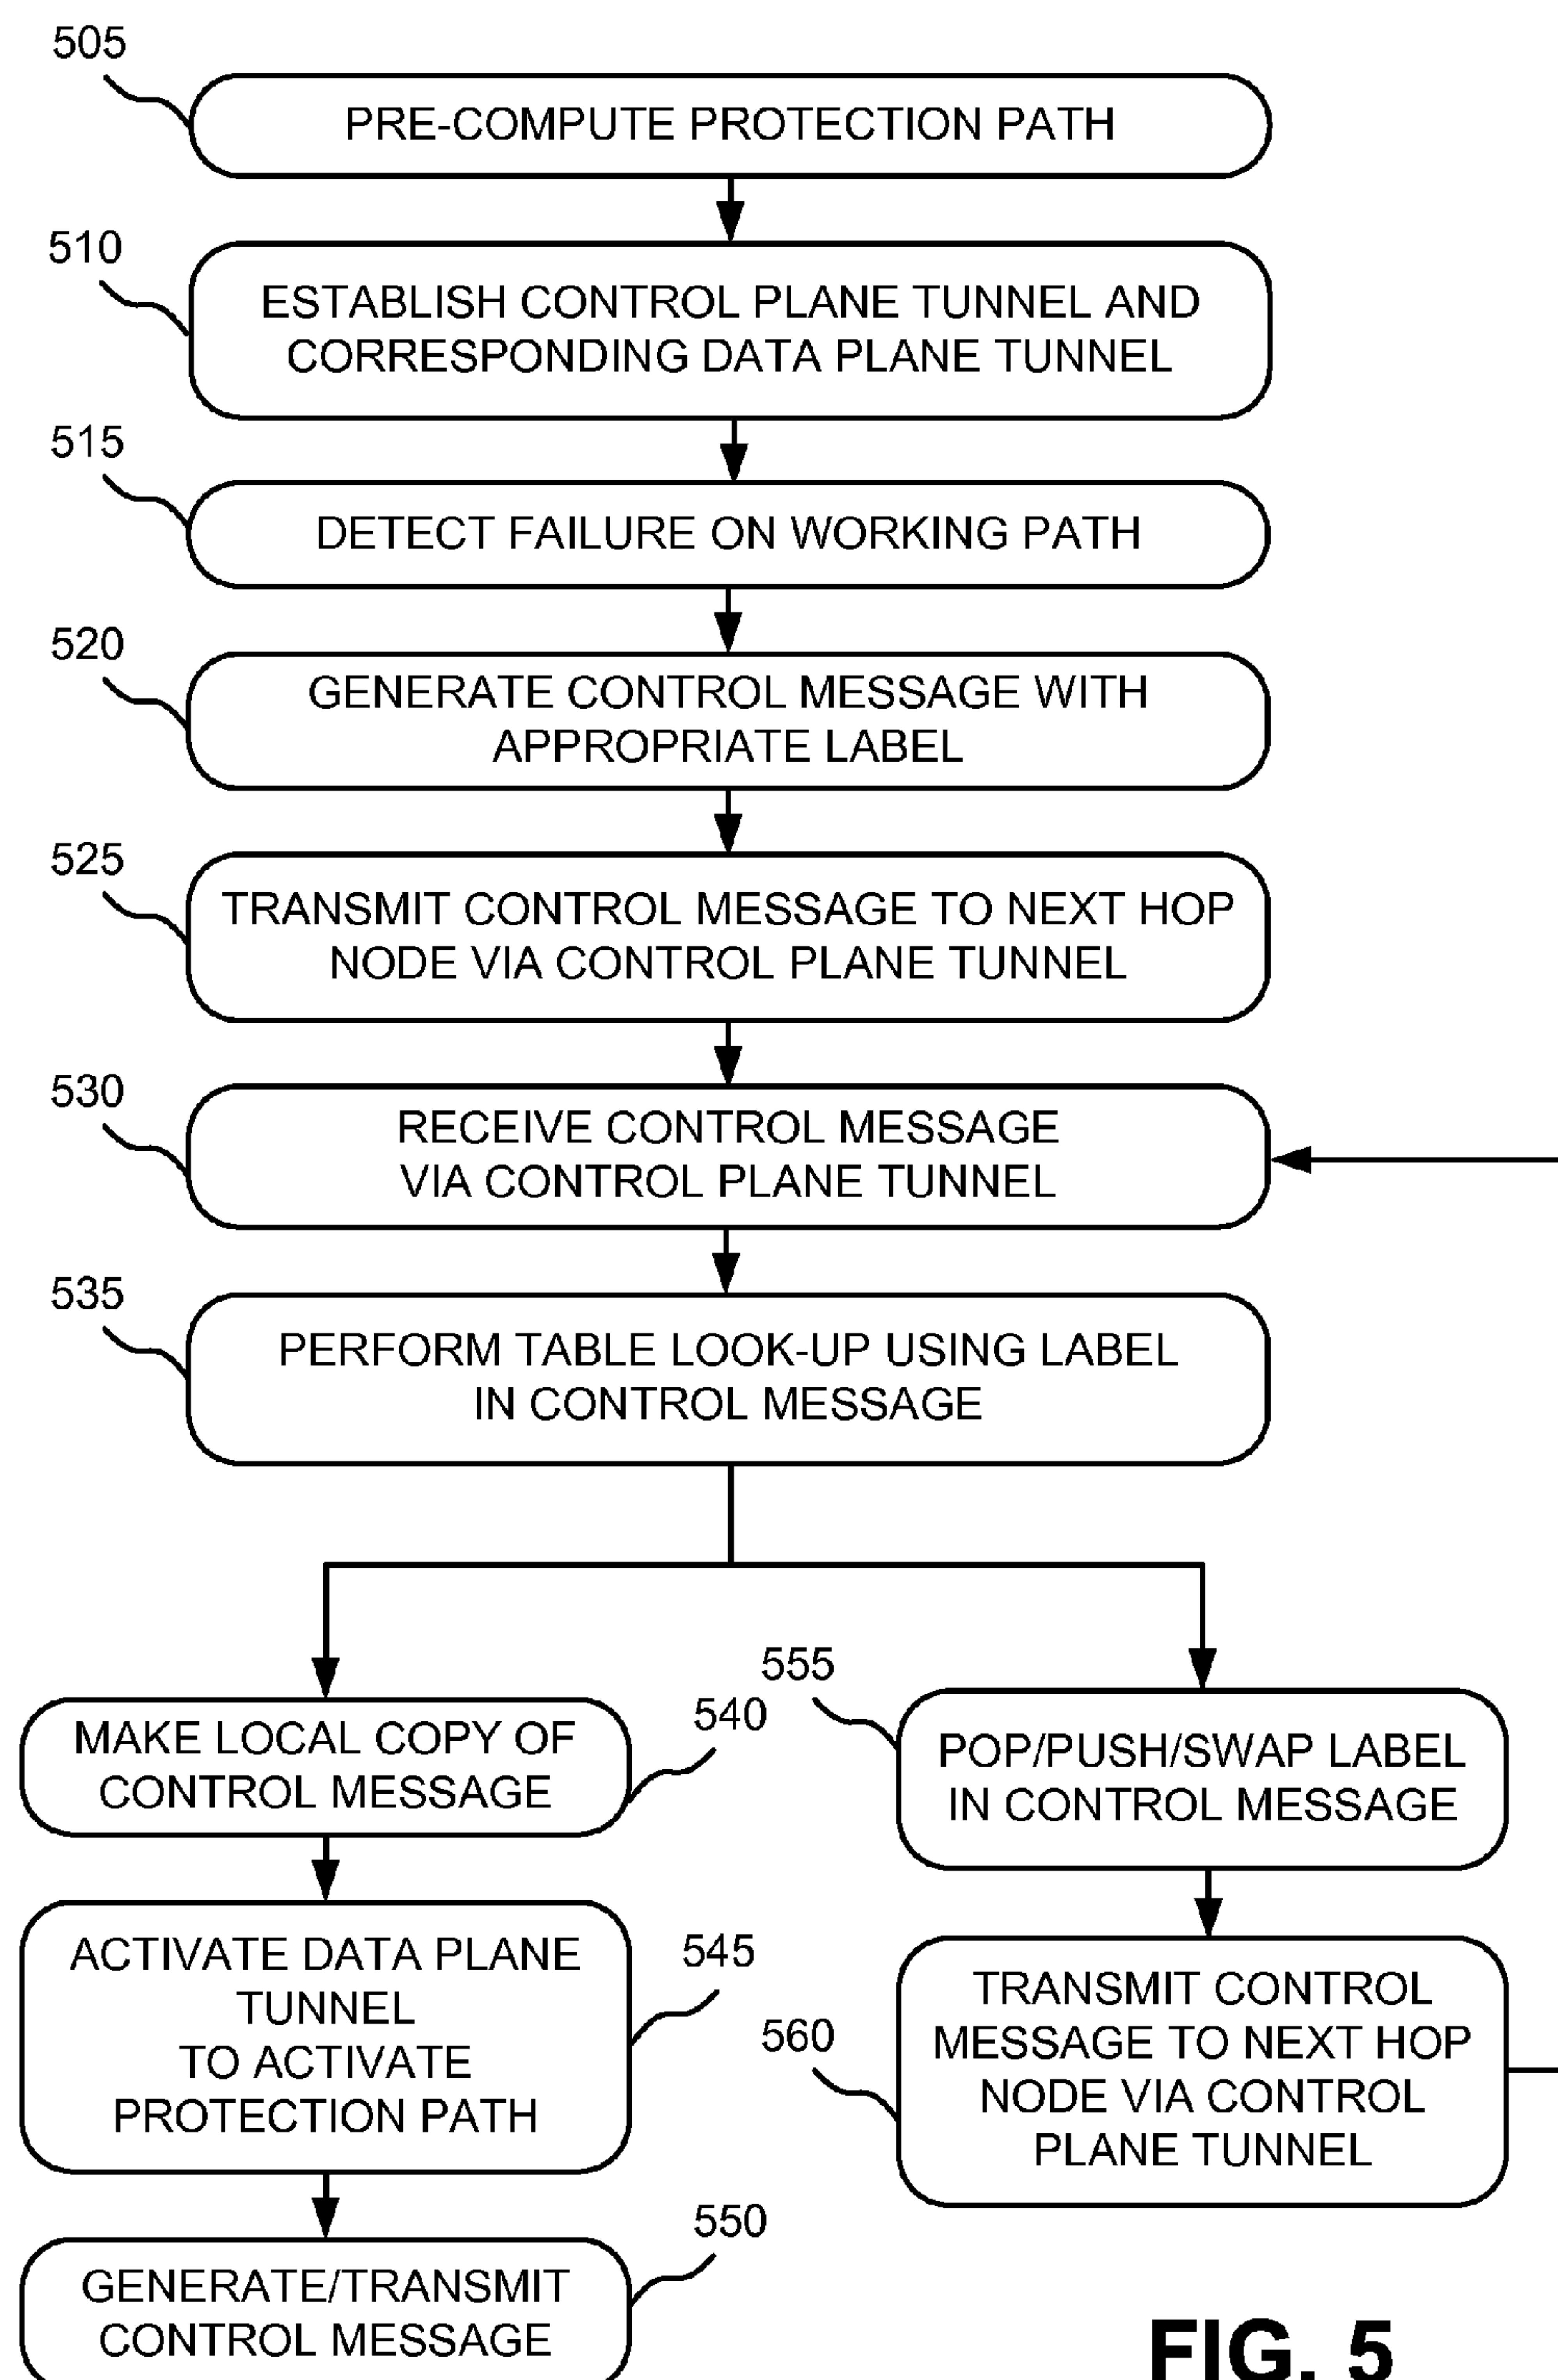 505
PRE-COMPUTE PROTECTION PATH
510
ESTABLISH CONTROL PLANE TUNNEL AND
CORRESPONDING DATA PLANE TUNNEL
515
DETECT FAILURE ON WORKING PATH
520
GENERATE CONTROL MESSAGE WITH
APPROPRIATE LABEL
525
TRANSMIT CONTROL MESSAGE TO NEXT HOP
NODE VIA CONTROL PLANE TUNNEL
530
RECEIVE CONTROL MESSAGE
VIA CONTROL PLANE TUNNEL
535
PERFORM TABLE LOOK-UP USING LABEL
IN CONTROL MESSAGE
540
MAKE LOCAL COPY OF
CONTROL MESSAGE
545
ACTIVATE DATA PLANE
TUNNEL
TO ACTIVATE
PROTECTION PATH
550
GENERATE/TRANSMIT
CONTROL MESSAGE
555
POP/PUSH/SWAP LABEL
IN CONTROL MESSAGE
560
TRANSMIT CONTROL
MESSAGE TO NEXT HOP
NODE VIA CONTROL
PLANE TUNNEL
FIG. 5